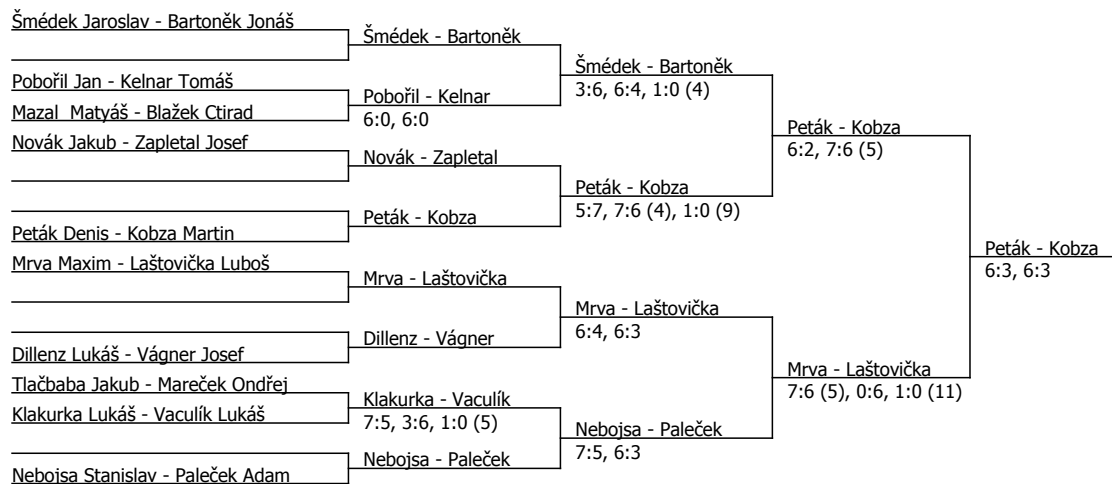 Šmédek Jaroslav - Bartoněk Jonáš
Pobořil Jan - Kelnar Tomáš
Mazal  Matyáš - Blažek Ctirad
Novák Jakub - Zapletal Josef
Peták Denis - Kobza Martin
Mrva Maxim - Laštovička Luboš
Dillenz Lukáš - Vágner Josef
Tlačbaba Jakub - Mareček Ondřej
Klakurka Lukáš - Vaculík Lukáš
Nebojsa Stanislav - Paleček Adam
Šmédek - Bartoněk
Pobořil - Kelnar
6:0, 6:0
Novák - Zapletal
Peták - Kobza
Mrva - Laštovička
Dillenz - Vágner
Klakurka - Vaculík
7:5, 3:6, 1:0 (5)
Nebojsa - Paleček
Šmédek - Bartoněk
3:6, 6:4, 1:0 (4)
Peták - Kobza
5:7, 7:6 (4), 1:0 (9)
Mrva - Laštovička
6:4, 6:3
Nebojsa - Paleček
7:5, 6:3
Peták - Kobza
6:2, 7:6 (5)
Mrva - Laštovička
7:6 (5), 0:6, 1:0 (11)
Peták - Kobza
6:3, 6:3